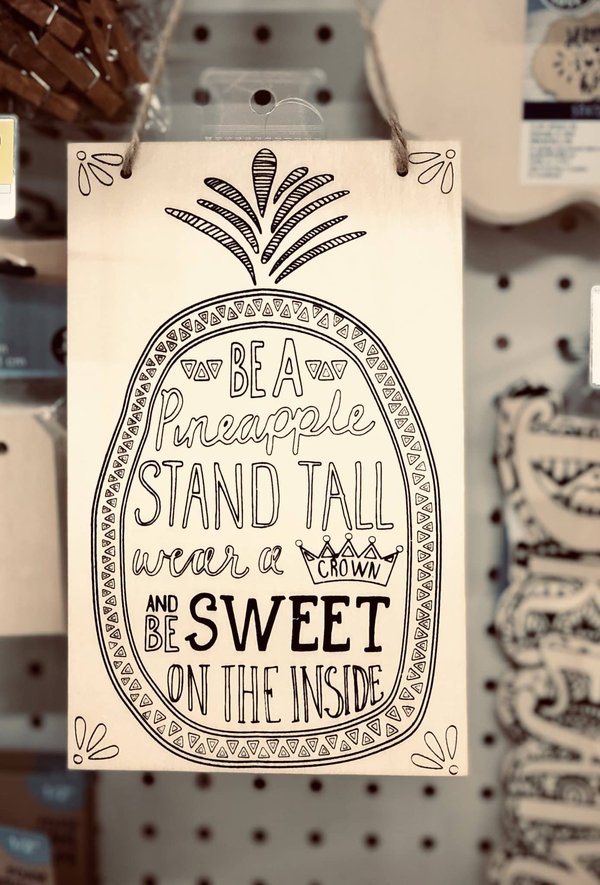 BE A
Pineapple
STAND TALL
wear a CROWN
AND BE SWEET
ON THE INSIDE